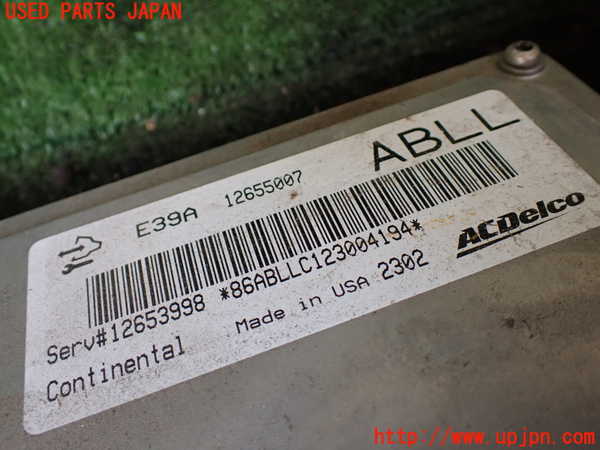 USED PARTS JAPAN
ABLL
E39A 12655007
ACDelco
*86ABLLC123004194*
Serv#12653998
Made in USA 2302
Continental
http://www.upjpn.com/